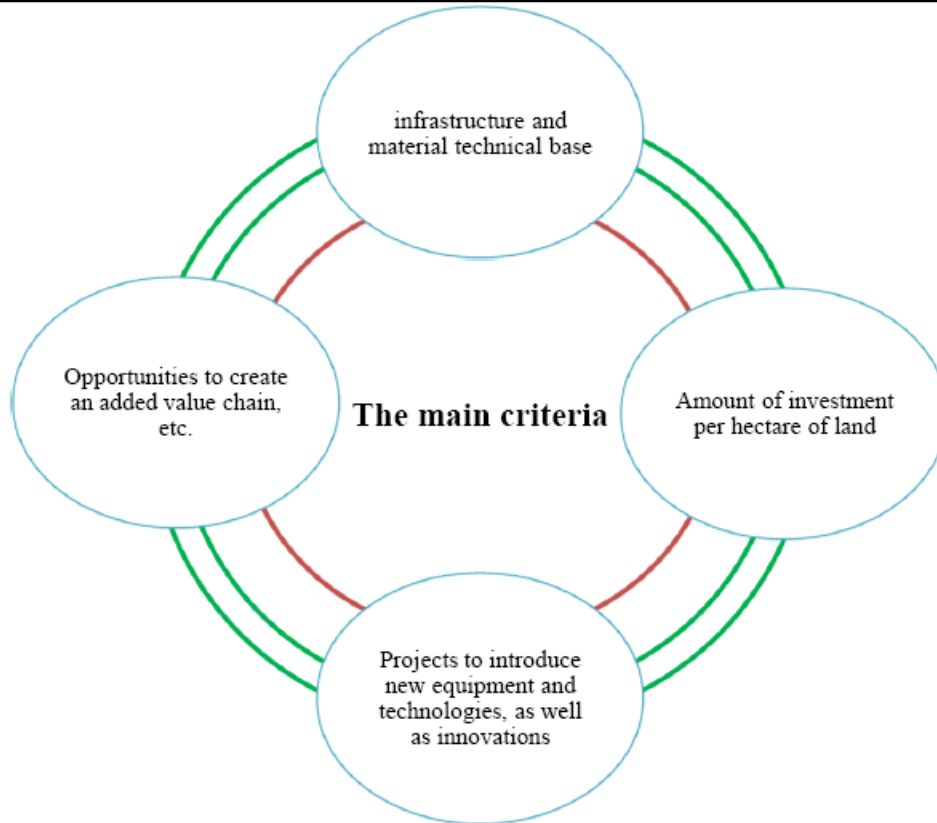 infrastructure and
material technical base
Opportunities to create
an added value chain,
etc.
The main criteria
Amount of investment
per hectare of land
Projects to introduce
new equipment and
technologies, as well
as innovations